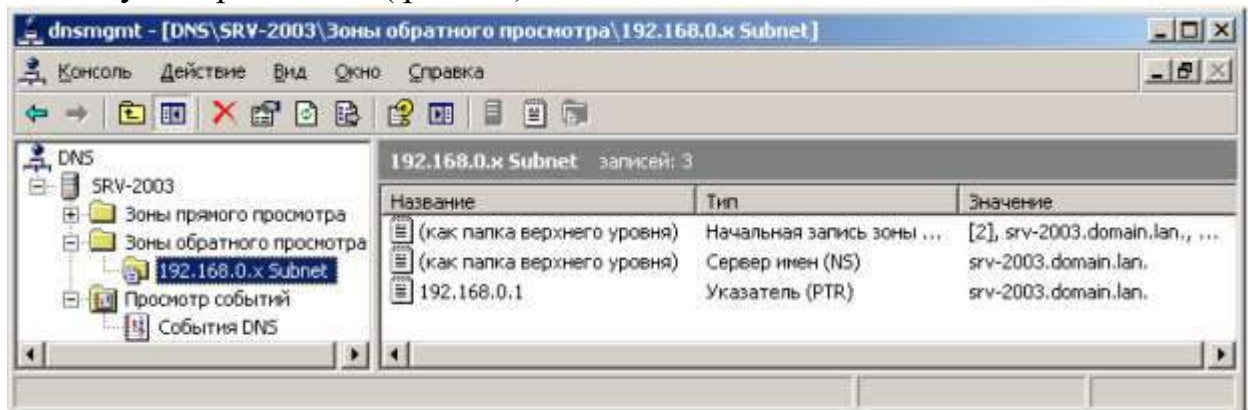 dnsmgmt - [DNS\SRV-2003\Зоны обратного просмотра\192.168.0.x Subnet]
Консоль Действие Вид Окно Справка
DNS
SRV-2003
Зоны прямого просмотра
Зоны обратного просмотра
192.168.0.x Subnet
Просмотр событий
События DNS
192.168.0.x Subnet записей: 3
Название Тип Значение
(как папка верхнего уровня) Начальная запись зоны ... [2], srv-2003.domain.lan., ...
(как папка верхнего уровня) Сервер имен (NS) srv-2003.domain.lan.
192.168.0.1 Указатель (PTR) srv-2003.domain.lan.